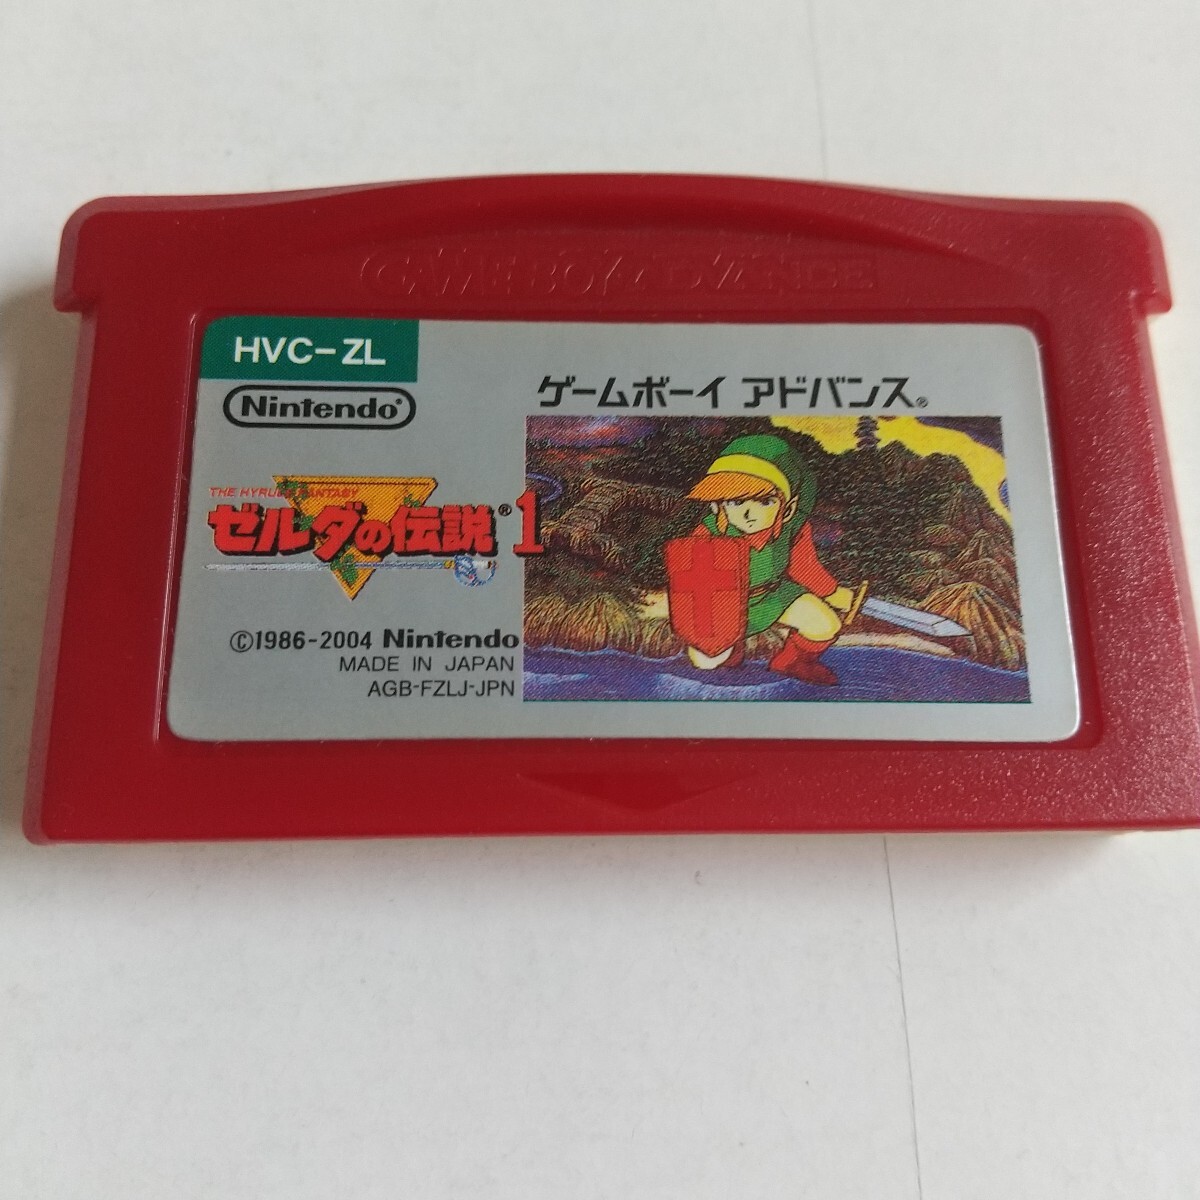 GAME BOY ADVANCE
HVC-ZL
Nintendo®
ゲームボーイ アドバンス®
THE HYRULE FANTASY
ゼルダの伝説®1
©1986-2004 Nintendo
MADE IN JAPAN
AGB-FZLJ-JPN